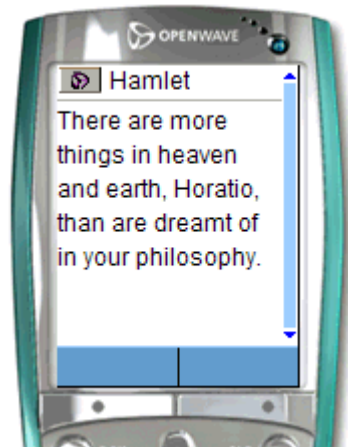 OPENWAVE
Hamlet
There are more
things in heaven
and earth, Horatio,
than are dreamt of
in your philosophy.